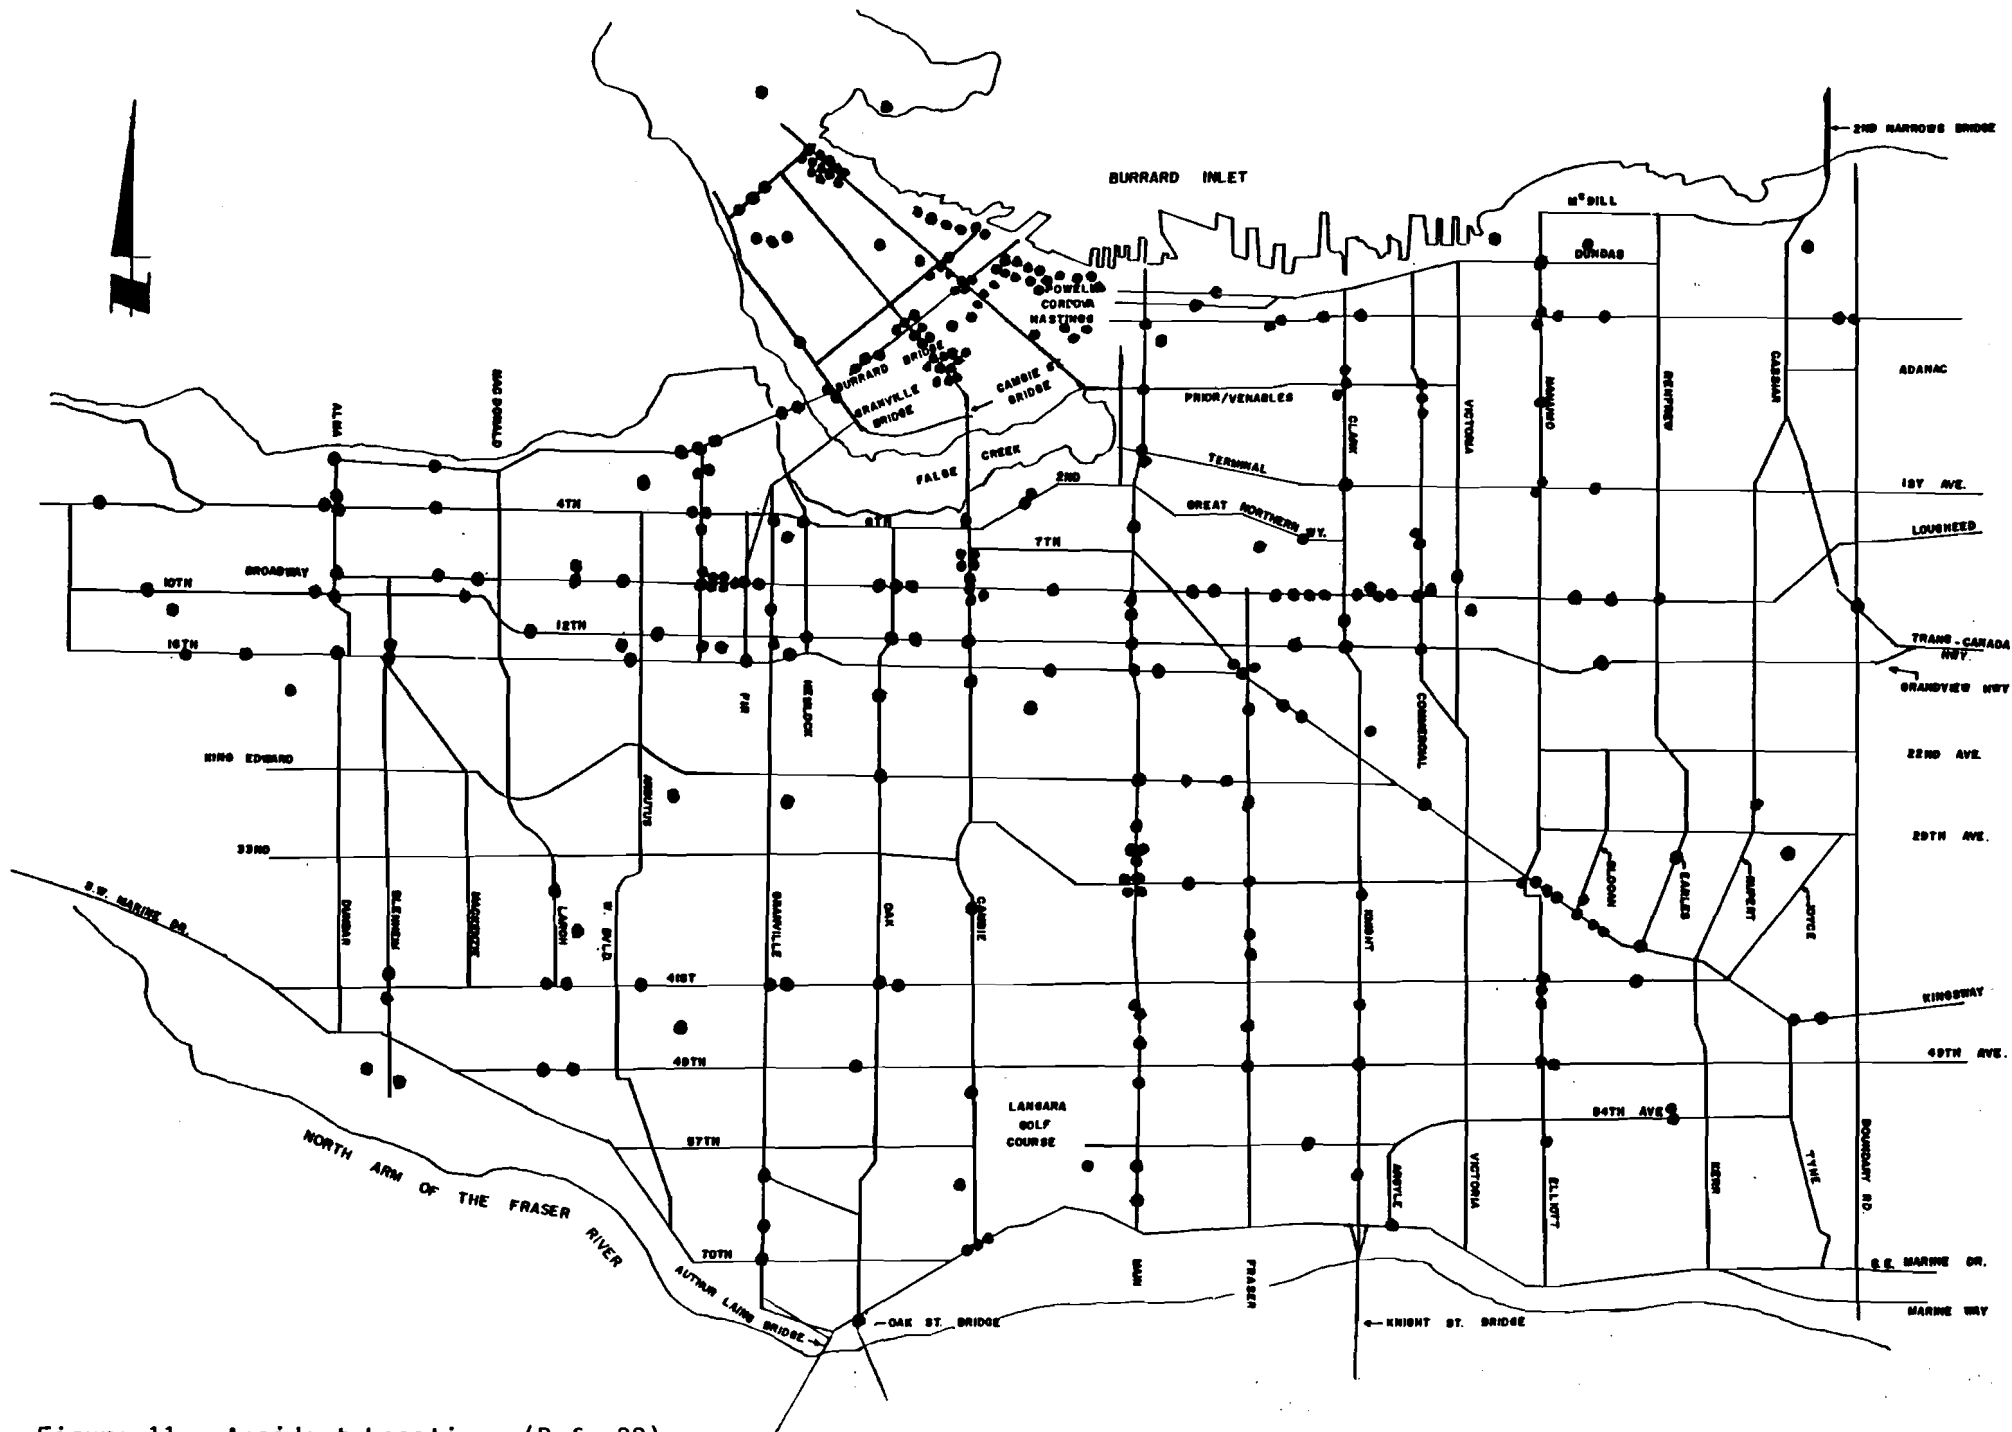 2ND NARROWS BRIDGE
BURRARD INLET
McGILL
DUNDAS
POWELL
CORDOVA
HASTINGS
BURRARD BRIDGE
GRANVILLE BRIDGE
CAMBIE ST. BRIDGE
PRIOR/VENABLES
ADANAC
CASSIAR
RENFREW
NANAIMO
VICTORIA
CLARK
ALMA
MACDONALD
FALSE CREEK
TERMINAL
2ND
1ST AVE.
GREAT NORTHERN WY.
LOUGHEED
4TH
6TH
7TH
BROADWAY
10TH
12TH
16TH
TRANS-CANADA HWY.
GRANDVIEW HWY
FIR
HEMLOCK
COMMERCIAL
KING EDWARD
22ND AVE.
ARBUTUS
29TH AVE.
33RD
S.W. MARINE DR.
DUNBAR
BLENHEIM
MACKENZIE
LARCH
W. BVLD.
GRANVILLE
OAK
CAMBIE
KNIGHT
SLOCAN
EARLES
RUPERT
JOYCE
41ST
KINGSWAY
49TH
49TH AVE.
LANGARA
GOLF
COURSE
54TH AVE
57TH
NORTH ARM OF THE FRASER RIVER
ARGYLE
VICTORIA
ELLIOTT
KERR
TYNE
BOUNDARY RD.
70TH
MAIN
FRASER
S.E. MARINE DR.
MARINE WAY
AUTHUR LAING BRIDGE
OAK ST. BRIDGE
KNIGHT ST. BRIDGE